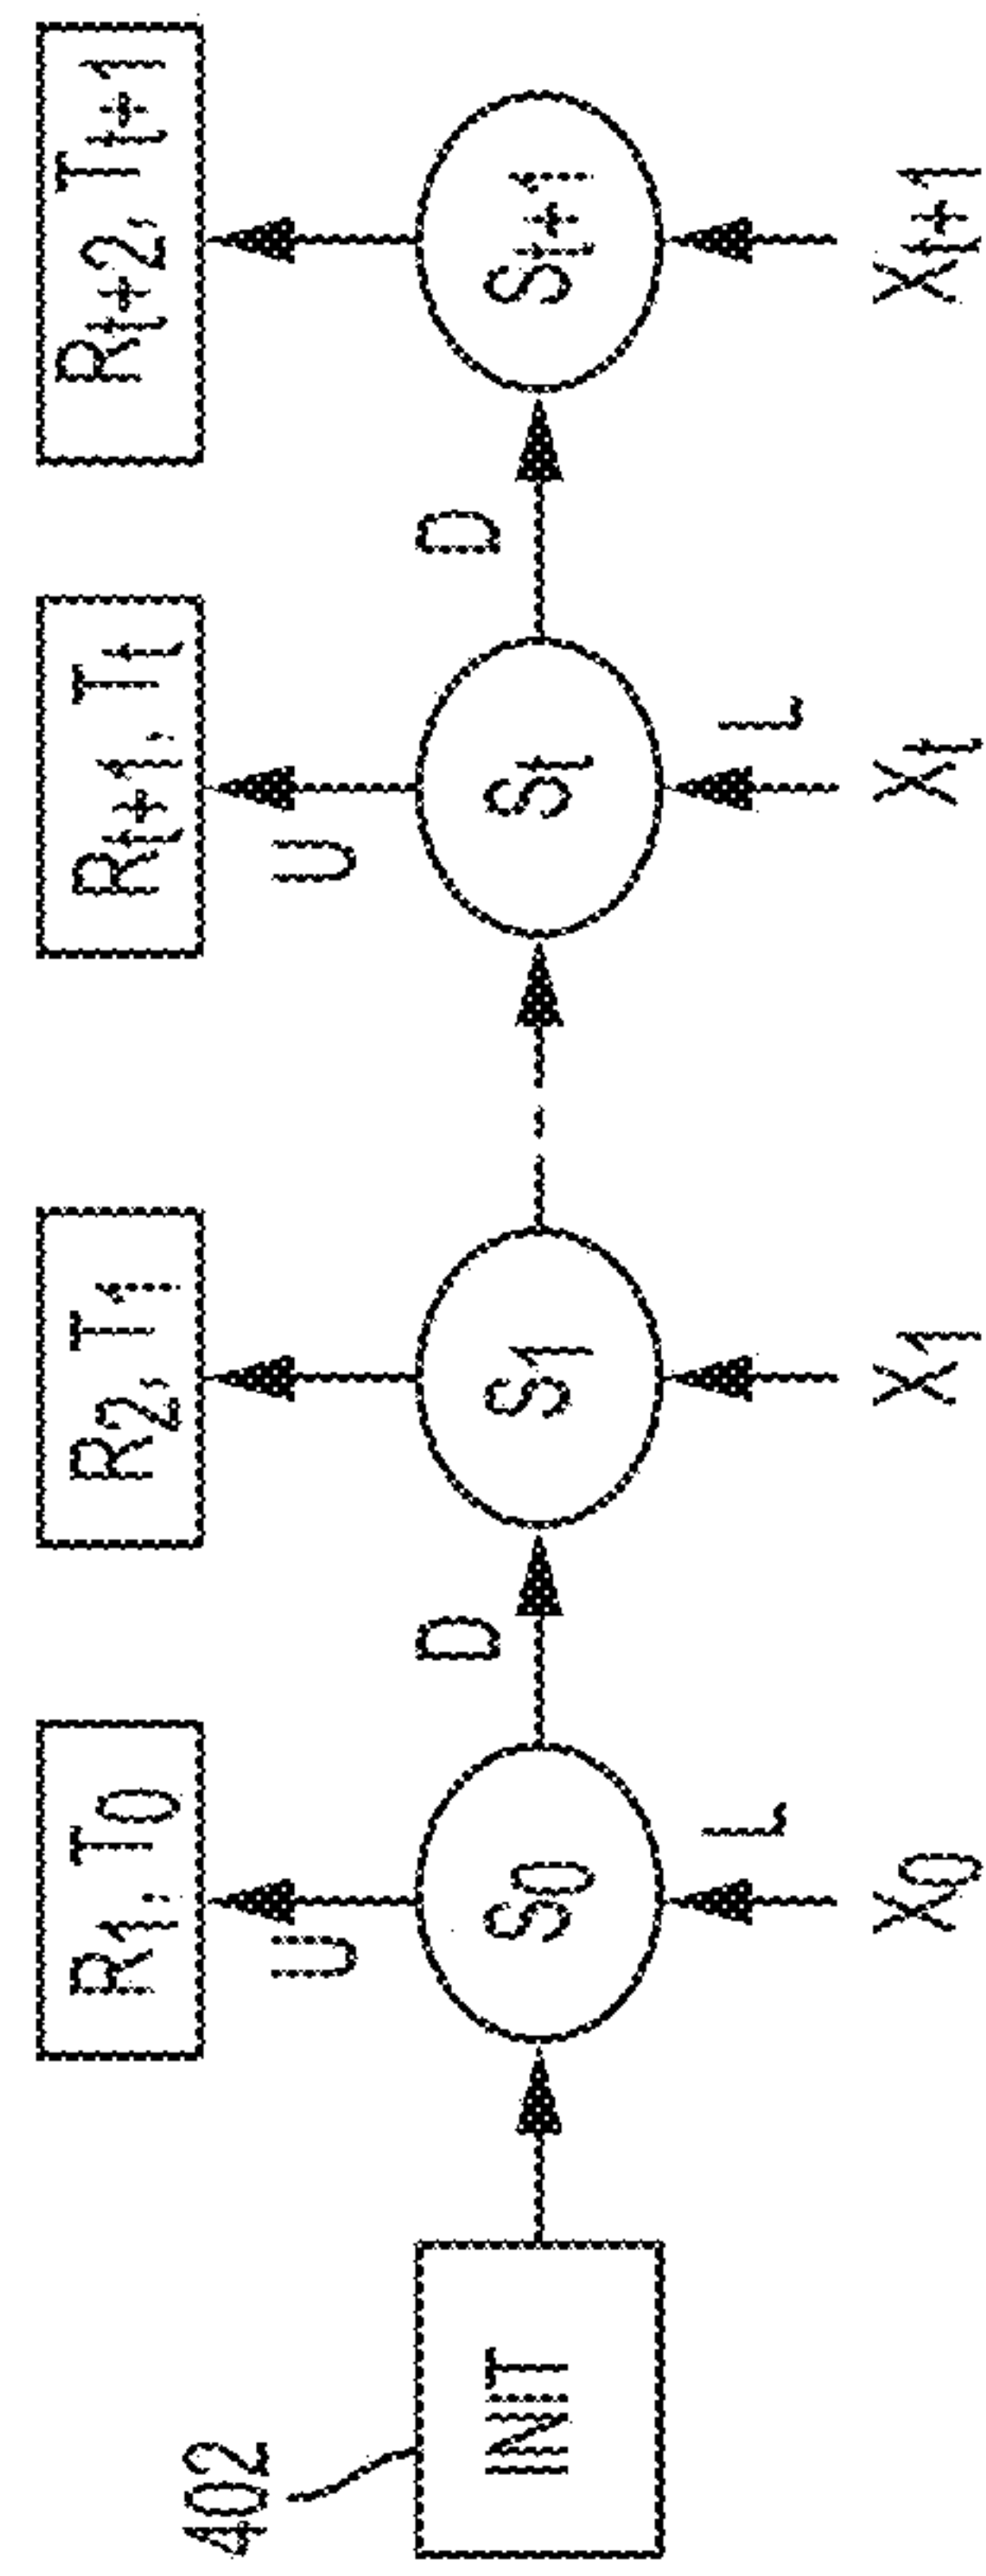 R₁, T₀
R₂, T₁
Rₜ₊₁, Tₜ
Rₜ₊₂, Tₜ₊₁
U
U
402
INIT
S₀
D
S₁
Sₜ
D
Sₜ₊₁
L
L
X₀
X₁
Xₜ
Xₜ₊₁